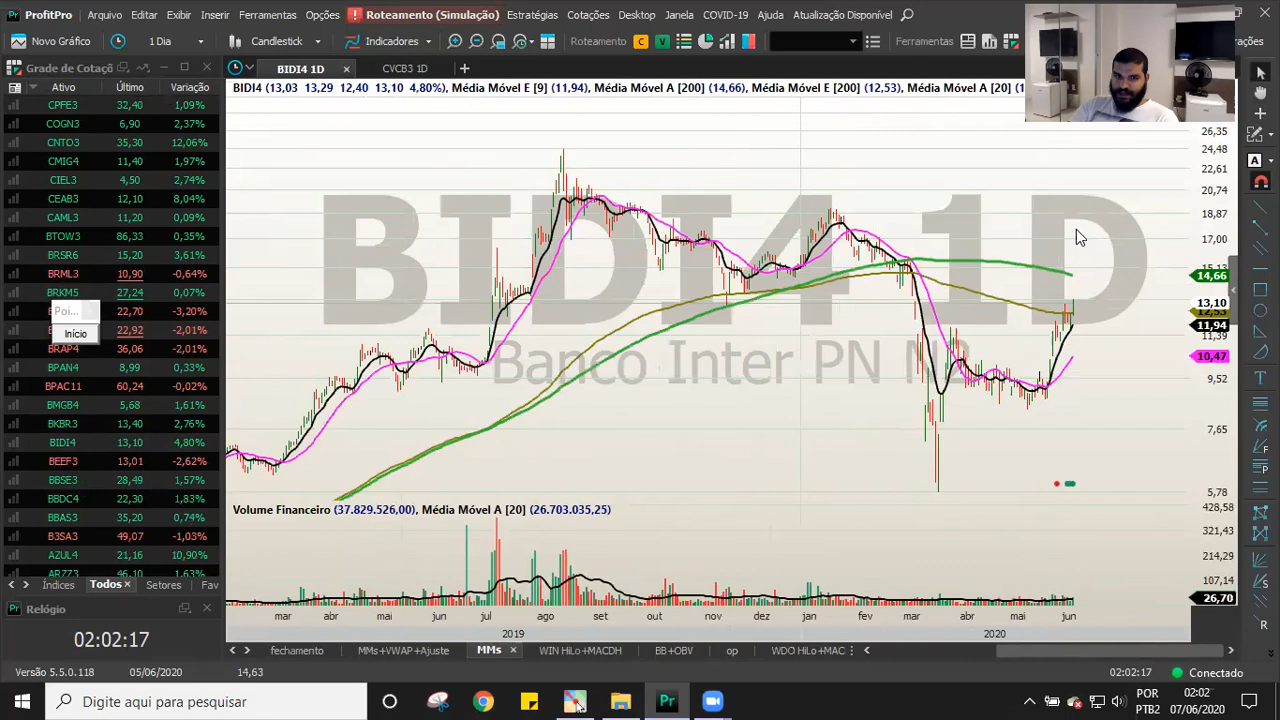 ProfitPro Arquivo Editar Exibir Inserir Ferramentas Opções Roteamento (Simulação) Estratégias Cotações Desktop Janela COVID-19 Ajuda Atualização Disponível
Novo Gráfico 1 Dia Candlestick Indicadores Roteamento C V Ferramentas
Grade de Cotaçõ BIDI4 1D CVCB3 1D
Ativo Último Variação
BIDI4 (13,03 13,29 12,40 13,10 4,80%), Média Móvel E [9] (11,94), Média Móvel A [200] (14,66), Média Móvel E [200] (12,53), Média Móvel A [20]
CPFE3 32,40 1,09%
COGN3 6,90 2,37%
CNTO3 35,30 12,06%
CMIG4 11,40 1,97%
CIEL3 4,50 2,74%
CEAB3 12,10 8,04%
CAML3 11,20 0,09%
BTOW3 86,33 0,35%
BRSR6 15,20 3,61%
BRML3 10,90 -0,64%
BRKM5 27,24 0,07%
22,70 -3,20%
22,92 -2,01%
BRAP4 36,06 -2,01%
BPAN4 8,99 0,33%
BPAC11 60,24 -0,02%
BMGB4 5,68 1,61%
BKBR3 13,40 2,76%
BIDI4 13,10 4,80%
BEEF3 13,01 -2,62%
BBSE3 28,49 1,57%
BBDC4 22,30 1,83%
BBAS3 35,20 0,74%
B3SA3 49,07 -1,03%
AZUL4 21,16 10,90%
ARZZ3 46,10 1,63%
Poi...
Início
BIDI4 1D
Banco Inter PN N2
26,35
24,48
22,61
20,74
18,87
17,00
15,13
14,66
13,10
12,53
11,94
11,39
10,47
9,52
7,65
5,78
Volume Financeiro (37.829.526,00), Média Móvel A [20] (26.703.035,25)
428,58
321,43
214,29
107,14
26,70
Índices Todos Setores Fav
mar abr mai jun jul ago set out nov dez jan fev mar abr mai jun
2019 2020
Relógio
02:02:17
fechamento MMs+VWAP+Ajuste MMs WIN HiLo+MACDH BB+OBV op WDO HiLo+MAC
Versão 5.5.0.118 05/06/2020 14,63 02:02:17 Conectado
Digite aqui para pesquisar
Pr
POR
PTB2
02:02
07/06/2020